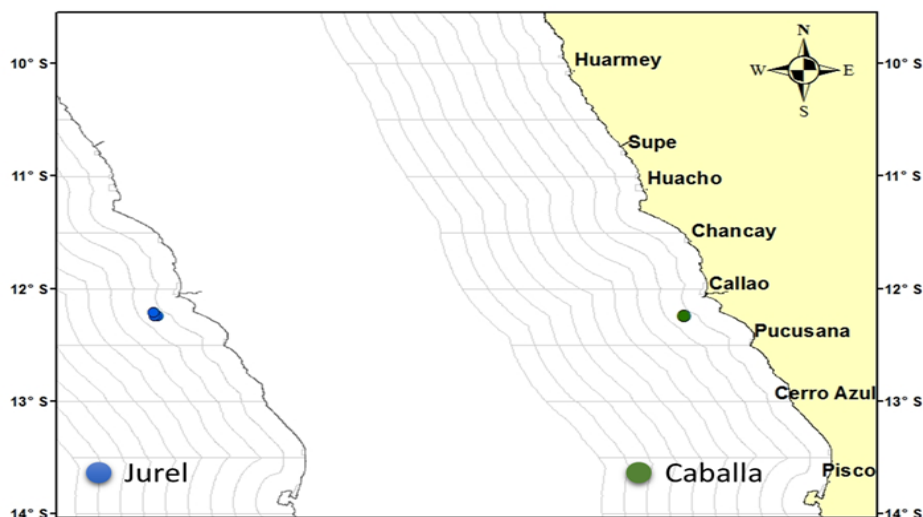 N
W E
S
10° S
10° S
Huarmey
Supe
11° S
11° S
Huacho
Chancay
12° S
12° S
Callao
Pucusana
13° S
13° S
Cerro Azul
Jurel
Caballa
Pisco
14° S
14° S